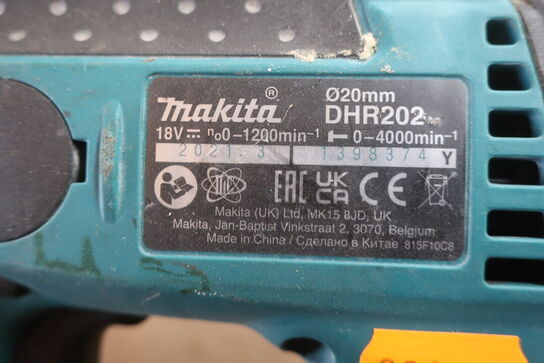 makita® Ø20mm
DHR202
18V⎓ n₀0-1200min⁻¹ 0-4000min⁻¹
2021.3 1398374 Y
EAC UK CA CE
Makita (UK) Ltd, MK15 8JD, UK
Makita, Jan-Baptist Vinkstraat 2, 3070, Belgium
Made in China / Сделано в Китае 815F10C8